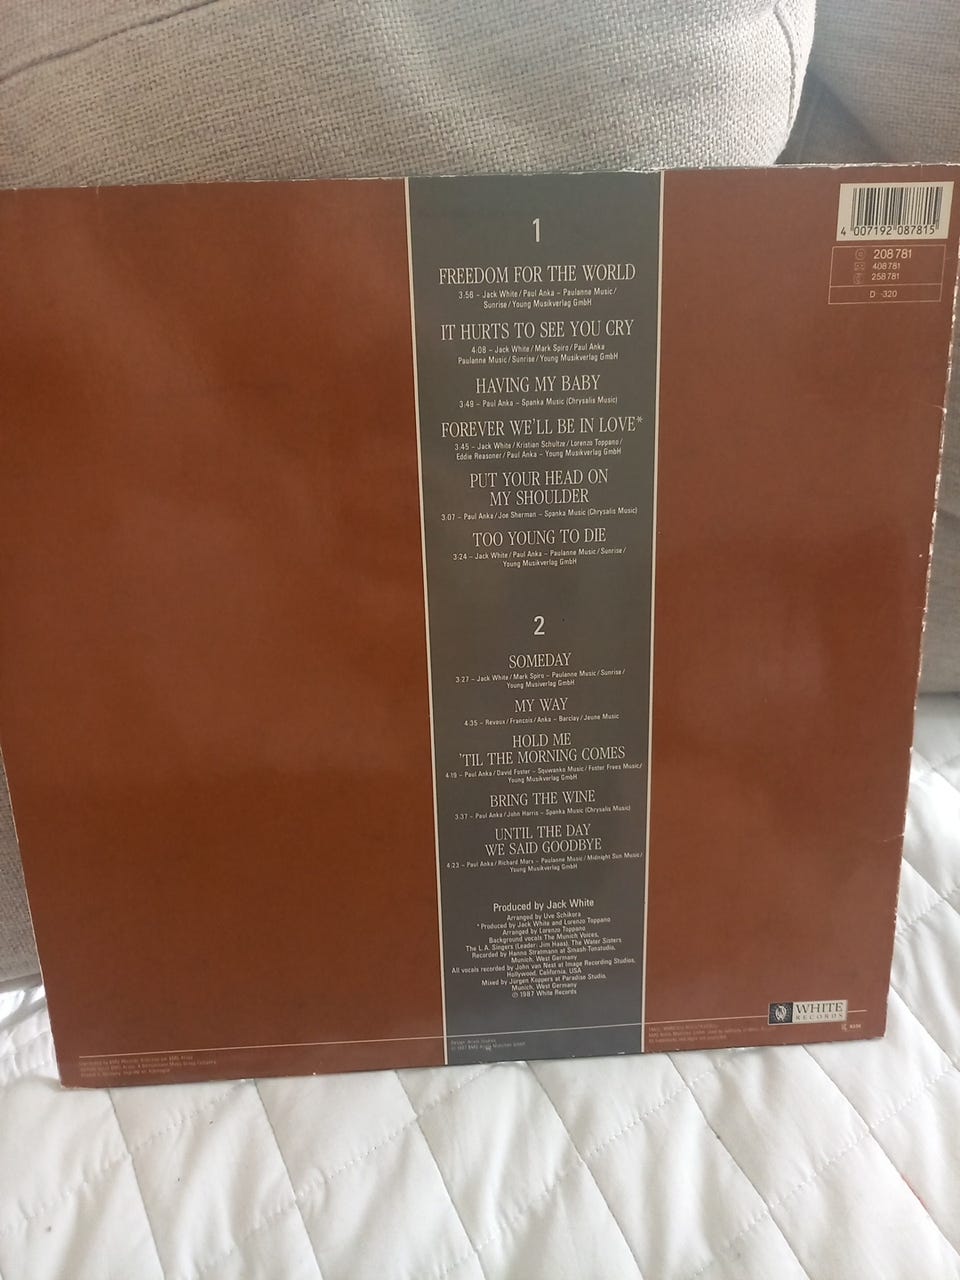 1
FREEDOM FOR THE WORLD
3:56 – Jack White / Paul Anka – Paulanne Music /
Sunrise / Young Musikverlag GmbH
IT HURTS TO SEE YOU CRY
4:08 – Jack White / Mark Spiro / Paul Anka
Paulanne Music / Sunrise / Young Musikverlag GmbH
HAVING MY BABY
3:49 – Paul Anka – Spanka Music (Chrysalis Music)
FOREVER WE'LL BE IN LOVE*
3:45 – Jack White / Kristian Schultze / Lorenzo Toppano /
Eddie Reasoner / Paul Anka – Young Musikverlag GmbH
PUT YOUR HEAD ON
MY SHOULDER
3:07 – Paul Anka / Joe Sherman – Spanka Music (Chrysalis Music)
TOO YOUNG TO DIE
3:24 – Jack White / Paul Anka – Paulanne Music / Sunrise /
Young Musikverlag GmbH
2
SOMEDAY
3:27 – Jack White / Mark Spiro – Paulanne Music / Sunrise /
Young Musikverlag GmbH
MY WAY
4:35 – Revaux / Francois / Anka – Barclay / Jeune Music
HOLD ME
'TIL THE MORNING COMES
4:19 – Paul Anka / David Foster – Squwanko Music / Foster Frees Music /
Young Musikverlag GmbH
BRING THE WINE
3:37 – Paul Anka / John Harris – Spanka Music (Chrysalis Music)
UNTIL THE DAY
WE SAID GOODBYE
4:23 – Paul Anka / Richard Marx – Paulanne Music / Midnight Sun Music /
Young Musikverlag GmbH
Produced by Jack White
Arranged by Uve Schikora
*Produced by Jack White and Lorenzo Toppano
Arranged by Lorenzo Toppano
Background vocals The Munich Voices,
The L.A. Singers (Leader: Jim Haas), The Water Sisters
Recorded by Hanno Stratmann at Smash Tonstudio,
Munich, West Germany
All vocals recorded by John van Nest at Image Recording Studios,
Hollywood, California, USA
Mixed by Jürgen Koppers at Paradise Studio,
Munich, West Germany
℗ 1987 White Records
4 007192 087815
208 781
408 781
258 781
D: -320
WHITE
RECORDS